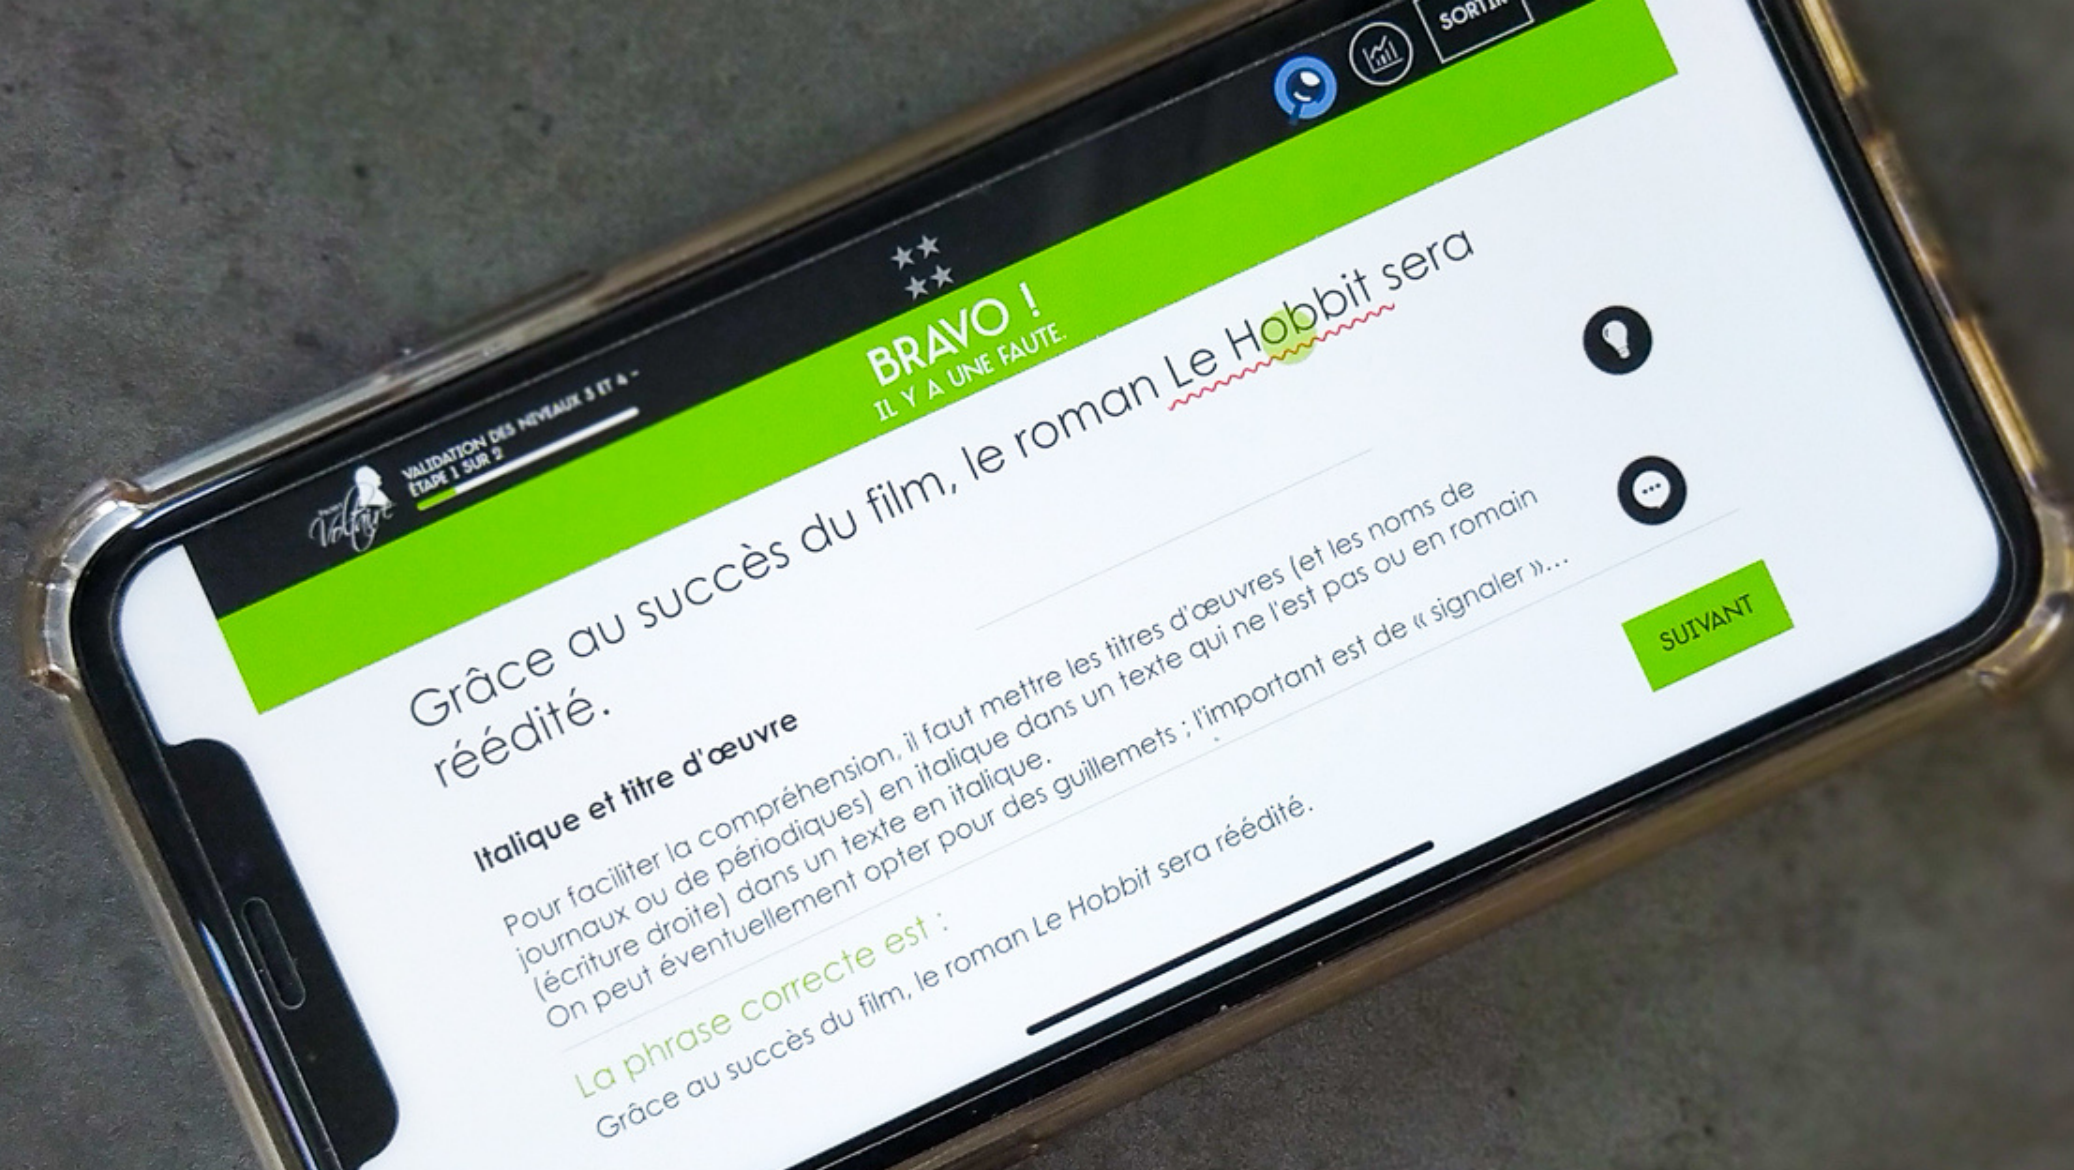 SORTIR
Projet
Voltaire
VALIDATION DES NIVEAUX 3 ET 4 -
ÉTAPE 1 SUR 2
BRAVO !
IL Y A UNE FAUTE.
Grâce au succès du film, le roman Le Hobbit sera
réédité.
Italique et titre d'œuvre
Pour faciliter la compréhension, il faut mettre les titres d'œuvres (et les noms de
journaux ou de périodiques) en italique dans un texte qui ne l'est pas ou en romain
(écriture droite) dans un texte en italique.
On peut éventuellement opter pour des guillemets ; l'important est de « signaler »...
La phrase correcte est :
Grâce au succès du film, le roman Le Hobbit sera réédité.
SUIVANT